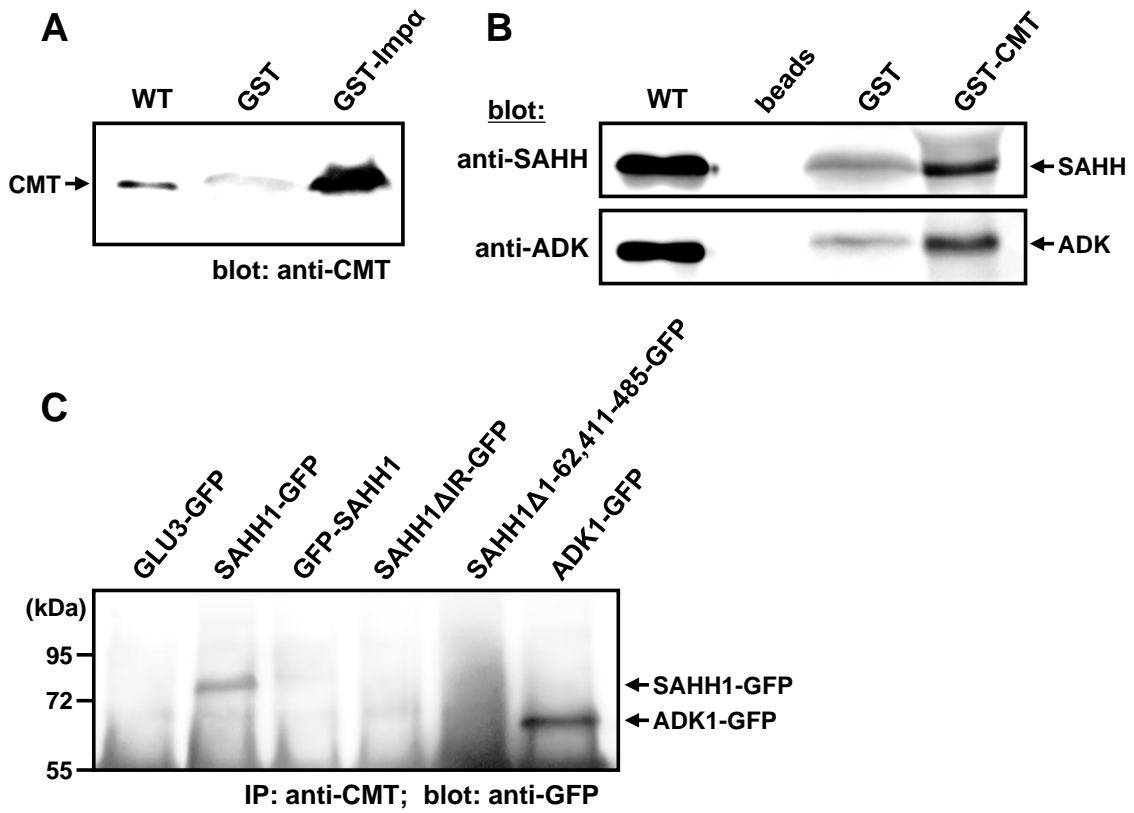 A
WT
GST
GST-Impα
CMT
blot: anti-CMT
B
blot:
WT
beads
GST
GST-CMT
anti-SAHH
SAHH
anti-ADK
ADK
C
GLU3-GFP
SAHH1-GFP
GFP-SAHH1
SAHH1ΔIR-GFP
SAHH1Δ1-62,411-485-GFP
ADK1-GFP
(kDa)
95
72
55
SAHH1-GFP
ADK1-GFP
IP: anti-CMT; blot: anti-GFP